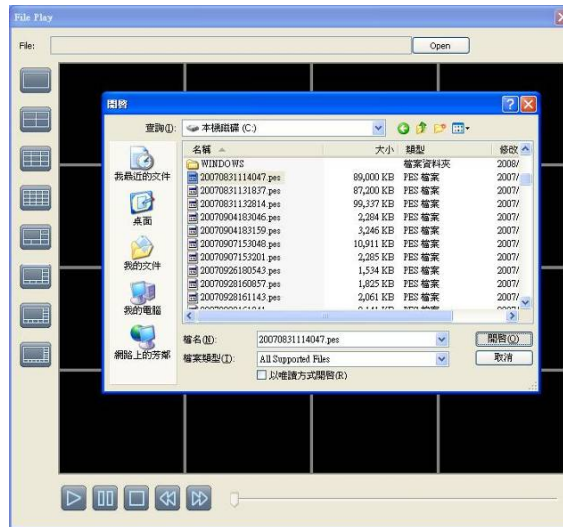 File Play
File:
Open
開啓
查詢(I): 本機磁碟 (C:)
名稱 大小 類型 修改
WINDOWS 檔案資料夾 2008/
20070831114047.pes 89,000 KB PES 檔案 2007/
20070831131837.pes 87,200 KB PES 檔案 2007/
20070831132814.pes 99,337 KB PES 檔案 2007/
20070904183046.pes 2,284 KB PES 檔案 2007/
20070904183159.pes 3,246 KB PES 檔案 2007/
20070907153048.pes 10,911 KB PES 檔案 2007/
20070907153201.pes 2,285 KB PES 檔案 2007/
20070926180543.pes 1,534 KB PES 檔案 2007/
20070928160857.pes 1,825 KB PES 檔案 2007/
20070928161143.pes 2,061 KB PES 檔案 2007/
我最近的文件
桌面
我的文件
我的電腦
網路上的芳鄰
檔名(N): 20070831114047.pes 開啓(O)
檔案類型(T): All Supported Files 取消
以唯讀方式開啓(R)